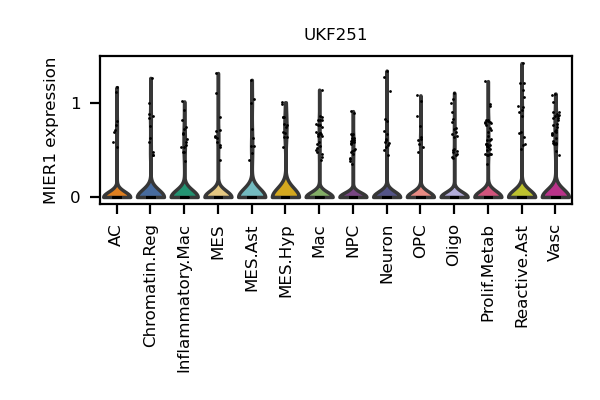 UKF251
MIER1 expression
1
0
AC
Chromatin.Reg
Inflammatory.Mac
MES
MES.Ast
MES.Hyp
Mac
NPC
Neuron
OPC
Oligo
Prolif.Metab
Reactive.Ast
Vasc